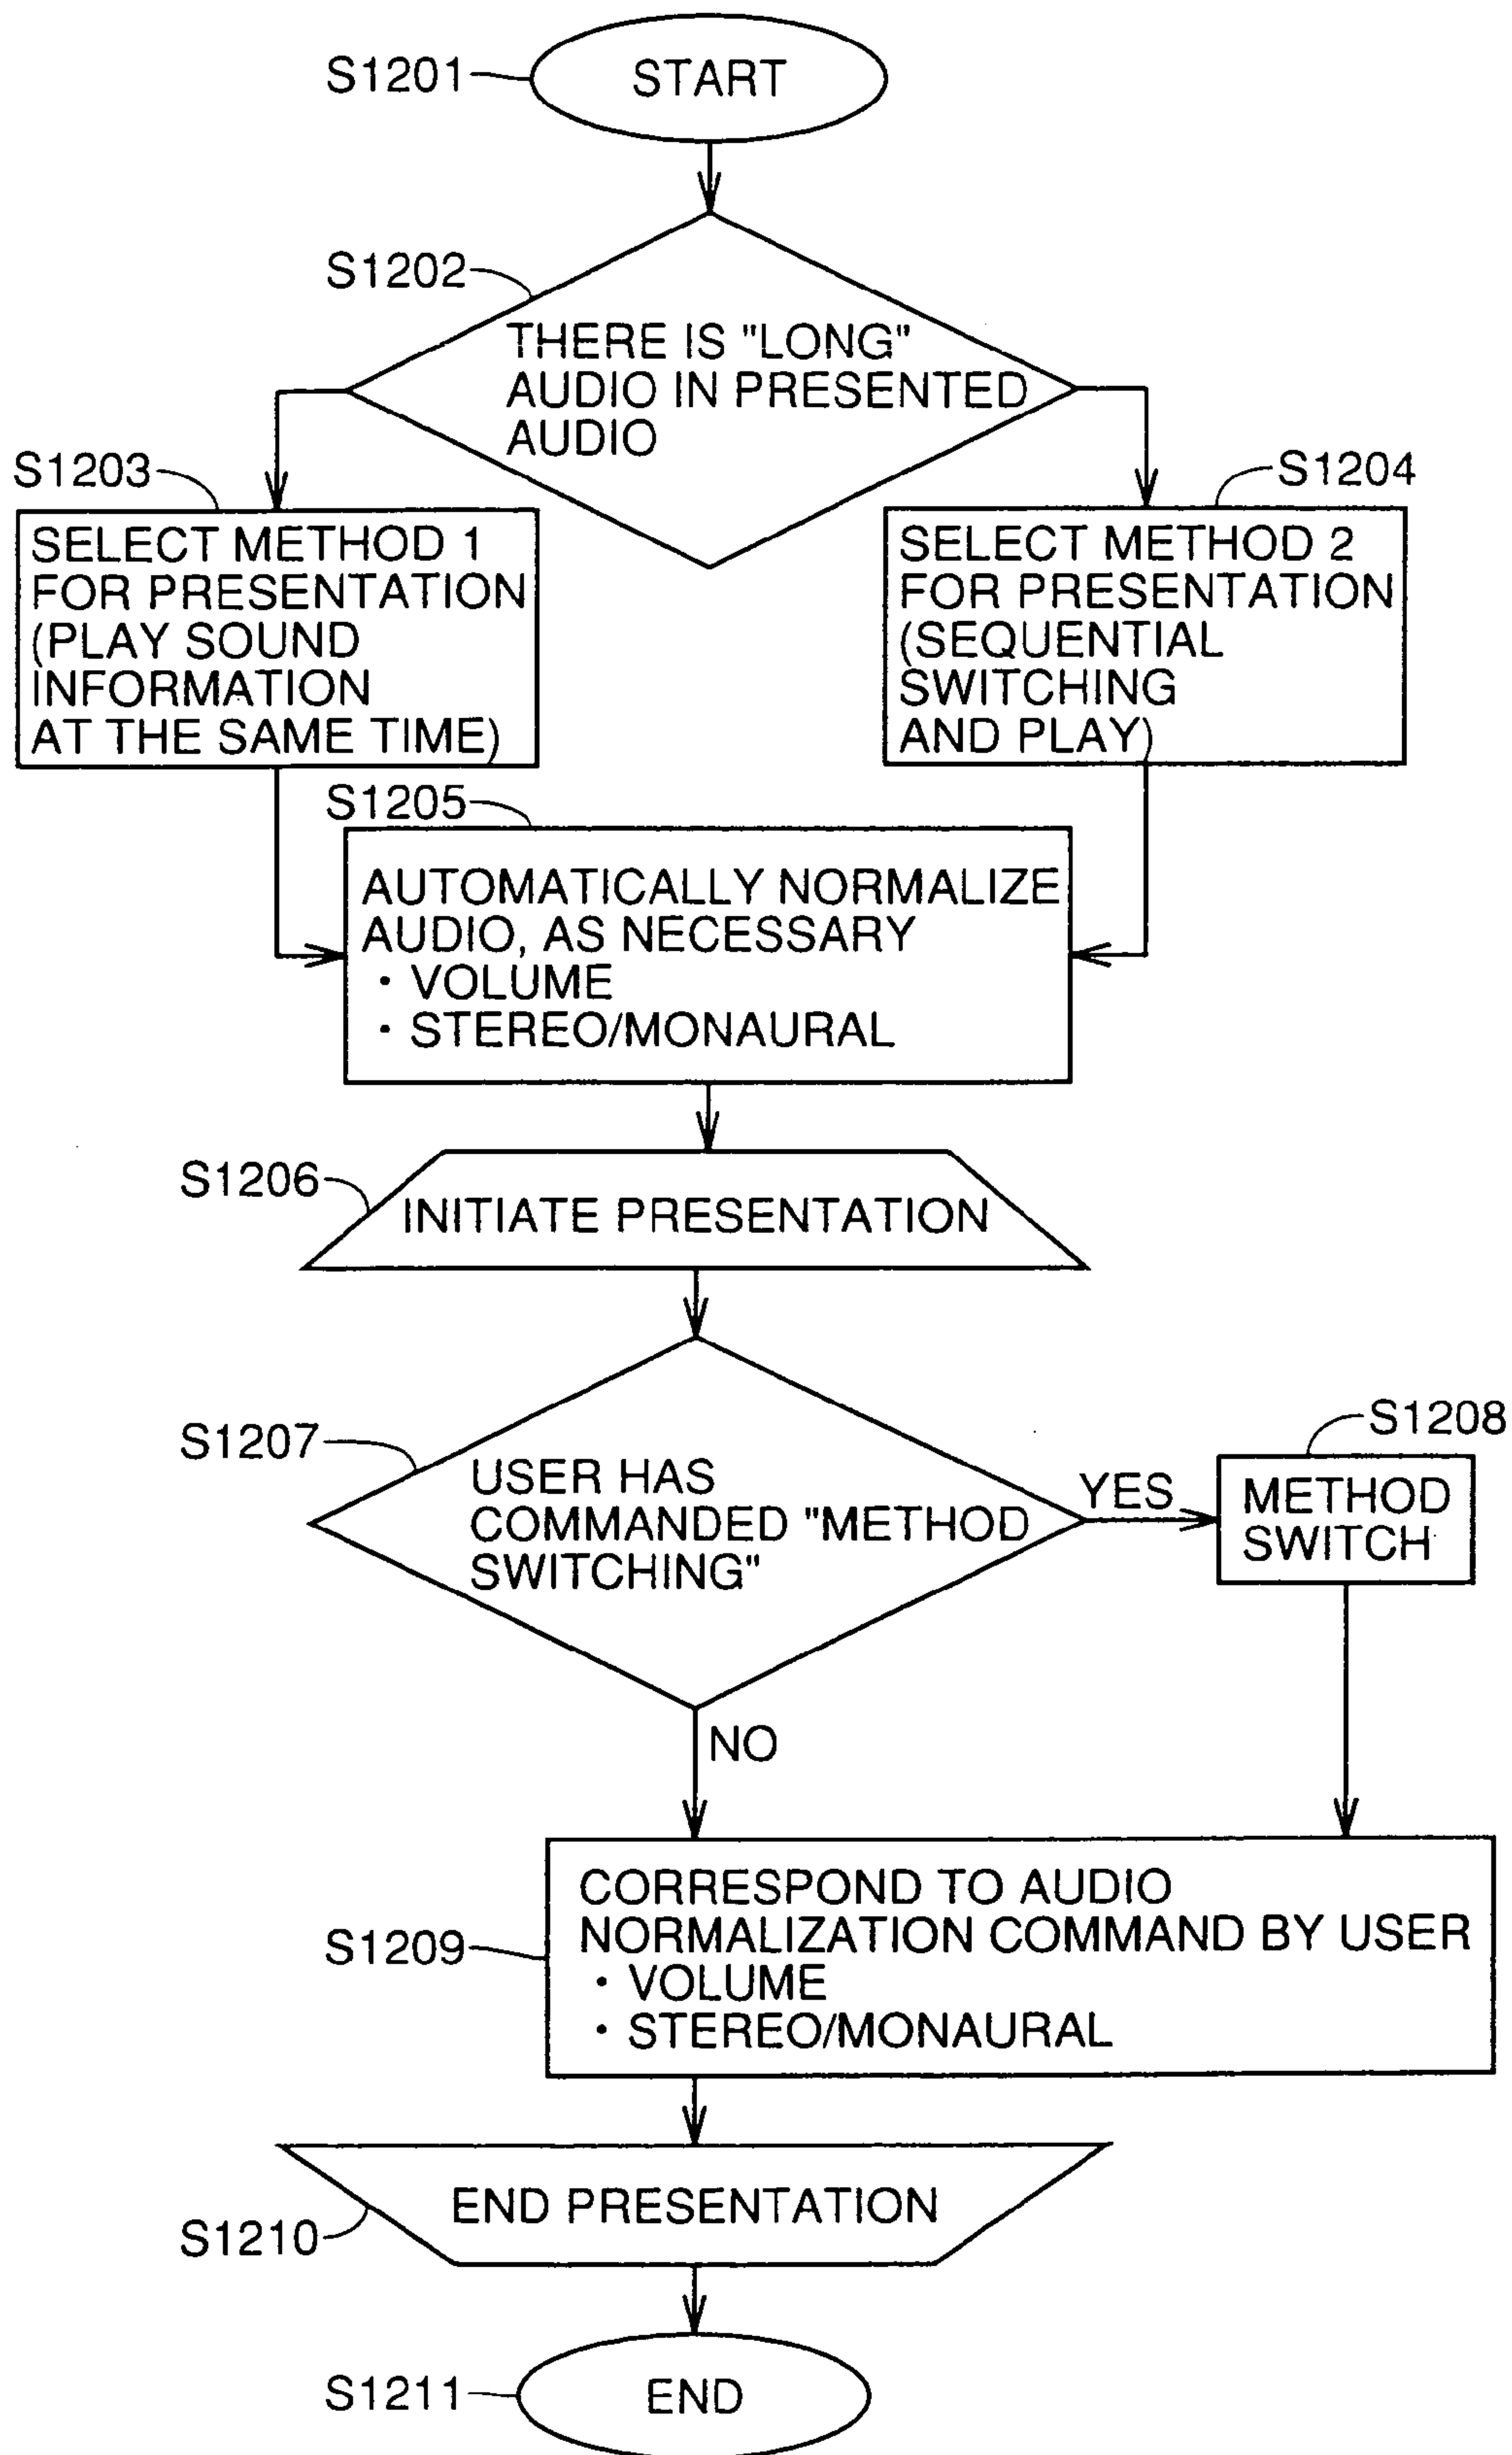 S1201
START
S1202
THERE IS "LONG"
AUDIO IN PRESENTED
AUDIO
S1203
SELECT METHOD 1
FOR PRESENTATION
(PLAY SOUND
INFORMATION
AT THE SAME TIME)
S1204
SELECT METHOD 2
FOR PRESENTATION
(SEQUENTIAL
SWITCHING
AND PLAY)
S1205
AUTOMATICALLY NORMALIZE
AUDIO, AS NECESSARY
· VOLUME
· STEREO/MONAURAL
S1206
INITIATE PRESENTATION
S1207
USER HAS
COMMANDED "METHOD
SWITCHING"
YES
S1208
METHOD
SWITCH
NO
S1209
CORRESPOND TO AUDIO
NORMALIZATION COMMAND BY USER
· VOLUME
· STEREO/MONAURAL
S1210
END PRESENTATION
S1211
END